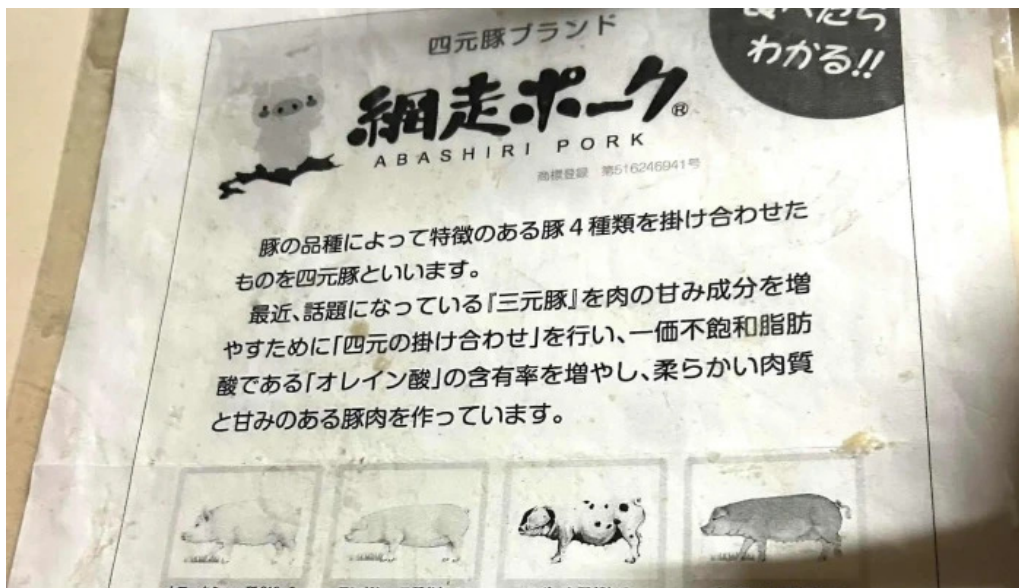 四元豚ブランド
食べたら
わかる!!
網走ポーク®
ABASHIRI PORK
商標登録 第516246941号
豚の品種によって特徴のある豚4種類を掛け合わせた
ものを四元豚といいます。
最近、話題になっている『三元豚』を肉の甘み成分を増
やすために「四元の掛け合わせ」を行い、一価不飽和脂肪
酸である「オレイン酸」の含有率を増やし、柔らかい肉質
と甘みのある豚肉を作っています。